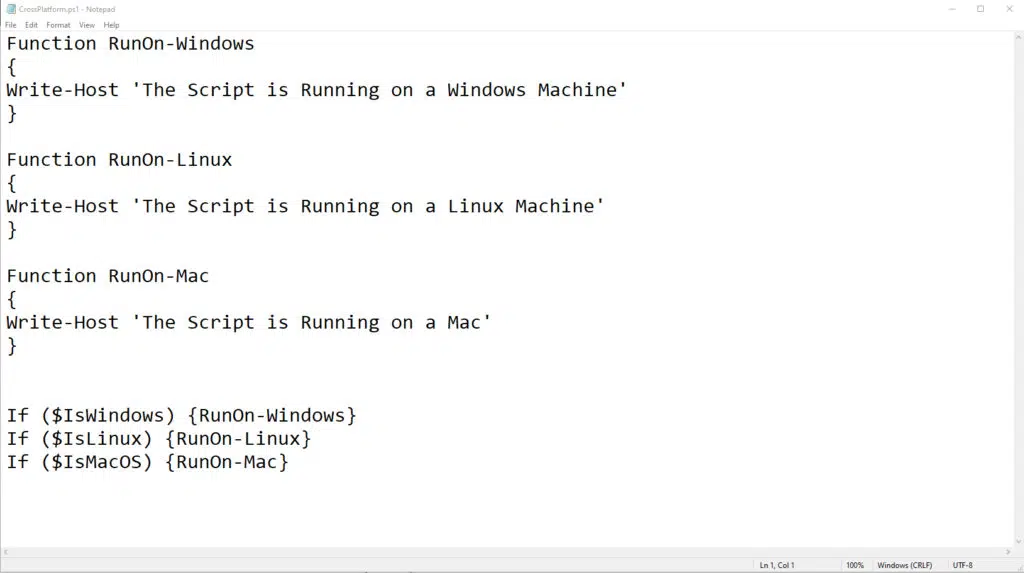 CrossPlatform.ps1 - Notepad
File Edit Format View Help
Function RunOn-Windows
{
Write-Host 'The Script is Running on a Windows Machine'
}
Function RunOn-Linux
{
Write-Host 'The Script is Running on a Linux Machine'
}
Function RunOn-Mac
{
Write-Host 'The Script is Running on a Mac'
}
If ($IsWindows) {RunOn-Windows}
If ($IsLinux) {RunOn-Linux}
If ($IsMacOS) {RunOn-Mac}
Ln 1, Col 1 100% Windows (CRLF) UTF-8